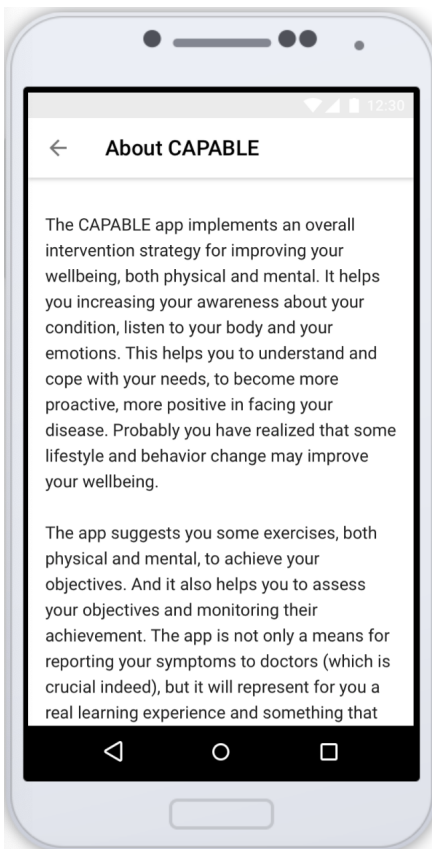 12:30
About CAPABLE
The CAPABLE app implements an overall
intervention strategy for improving your
wellbeing, both physical and mental. It helps
you increasing your awareness about your
condition, listen to your body and your
emotions. This helps you to understand and
cope with your needs, to become more
proactive, more positive in facing your
disease. Probably you have realized that some
lifestyle and behavior change may improve
your wellbeing.
The app suggests you some exercises, both
physical and mental, to achieve your
objectives. And it also helps you to assess
your objectives and monitoring their
achievement. The app is not only a means for
reporting your symptoms to doctors (which is
crucial indeed), but it will represent for you a
real learning experience and something that